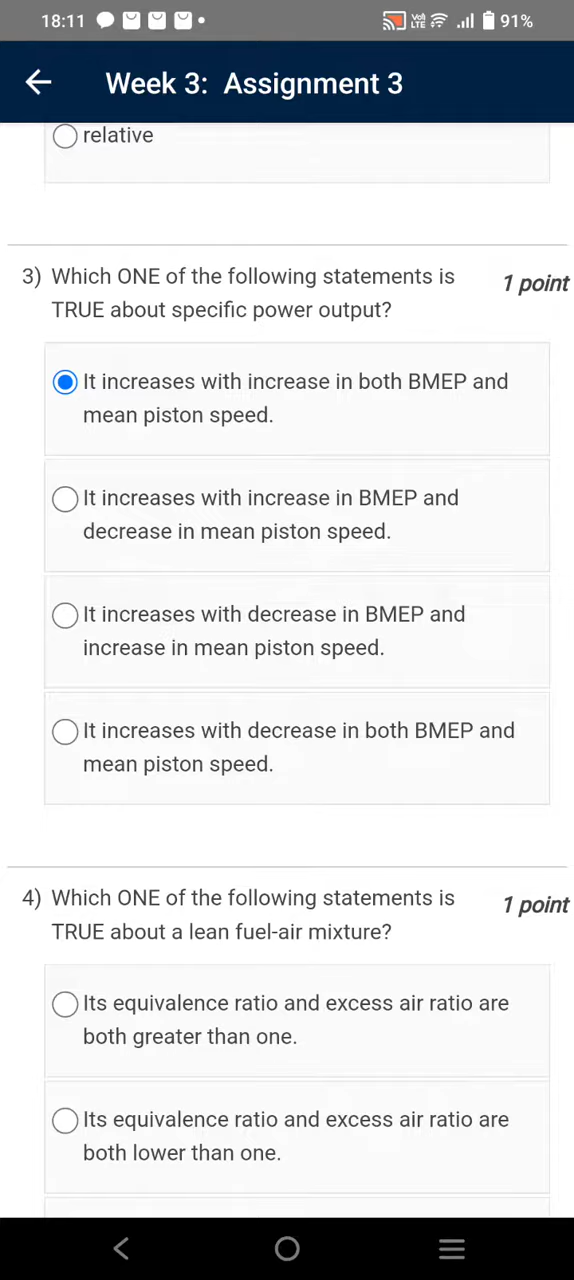 18:11
Vo) LTE
91%
Week 3: Assignment 3
relative
3) Which ONE of the following statements is
1 point
TRUE about specific power output?
It increases with increase in both BMEP and
mean piston speed.
It increases with increase in BMEP and
decrease in mean piston speed.
It increases with decrease in BMEP and
increase in mean piston speed.
It increases with decrease in both BMEP and
mean piston speed.
4) Which ONE of the following statements is
1 point
TRUE about a lean fuel-air mixture?
Its equivalence ratio and excess air ratio are
both greater than one.
Its equivalence ratio and excess air ratio are
both lower than one.